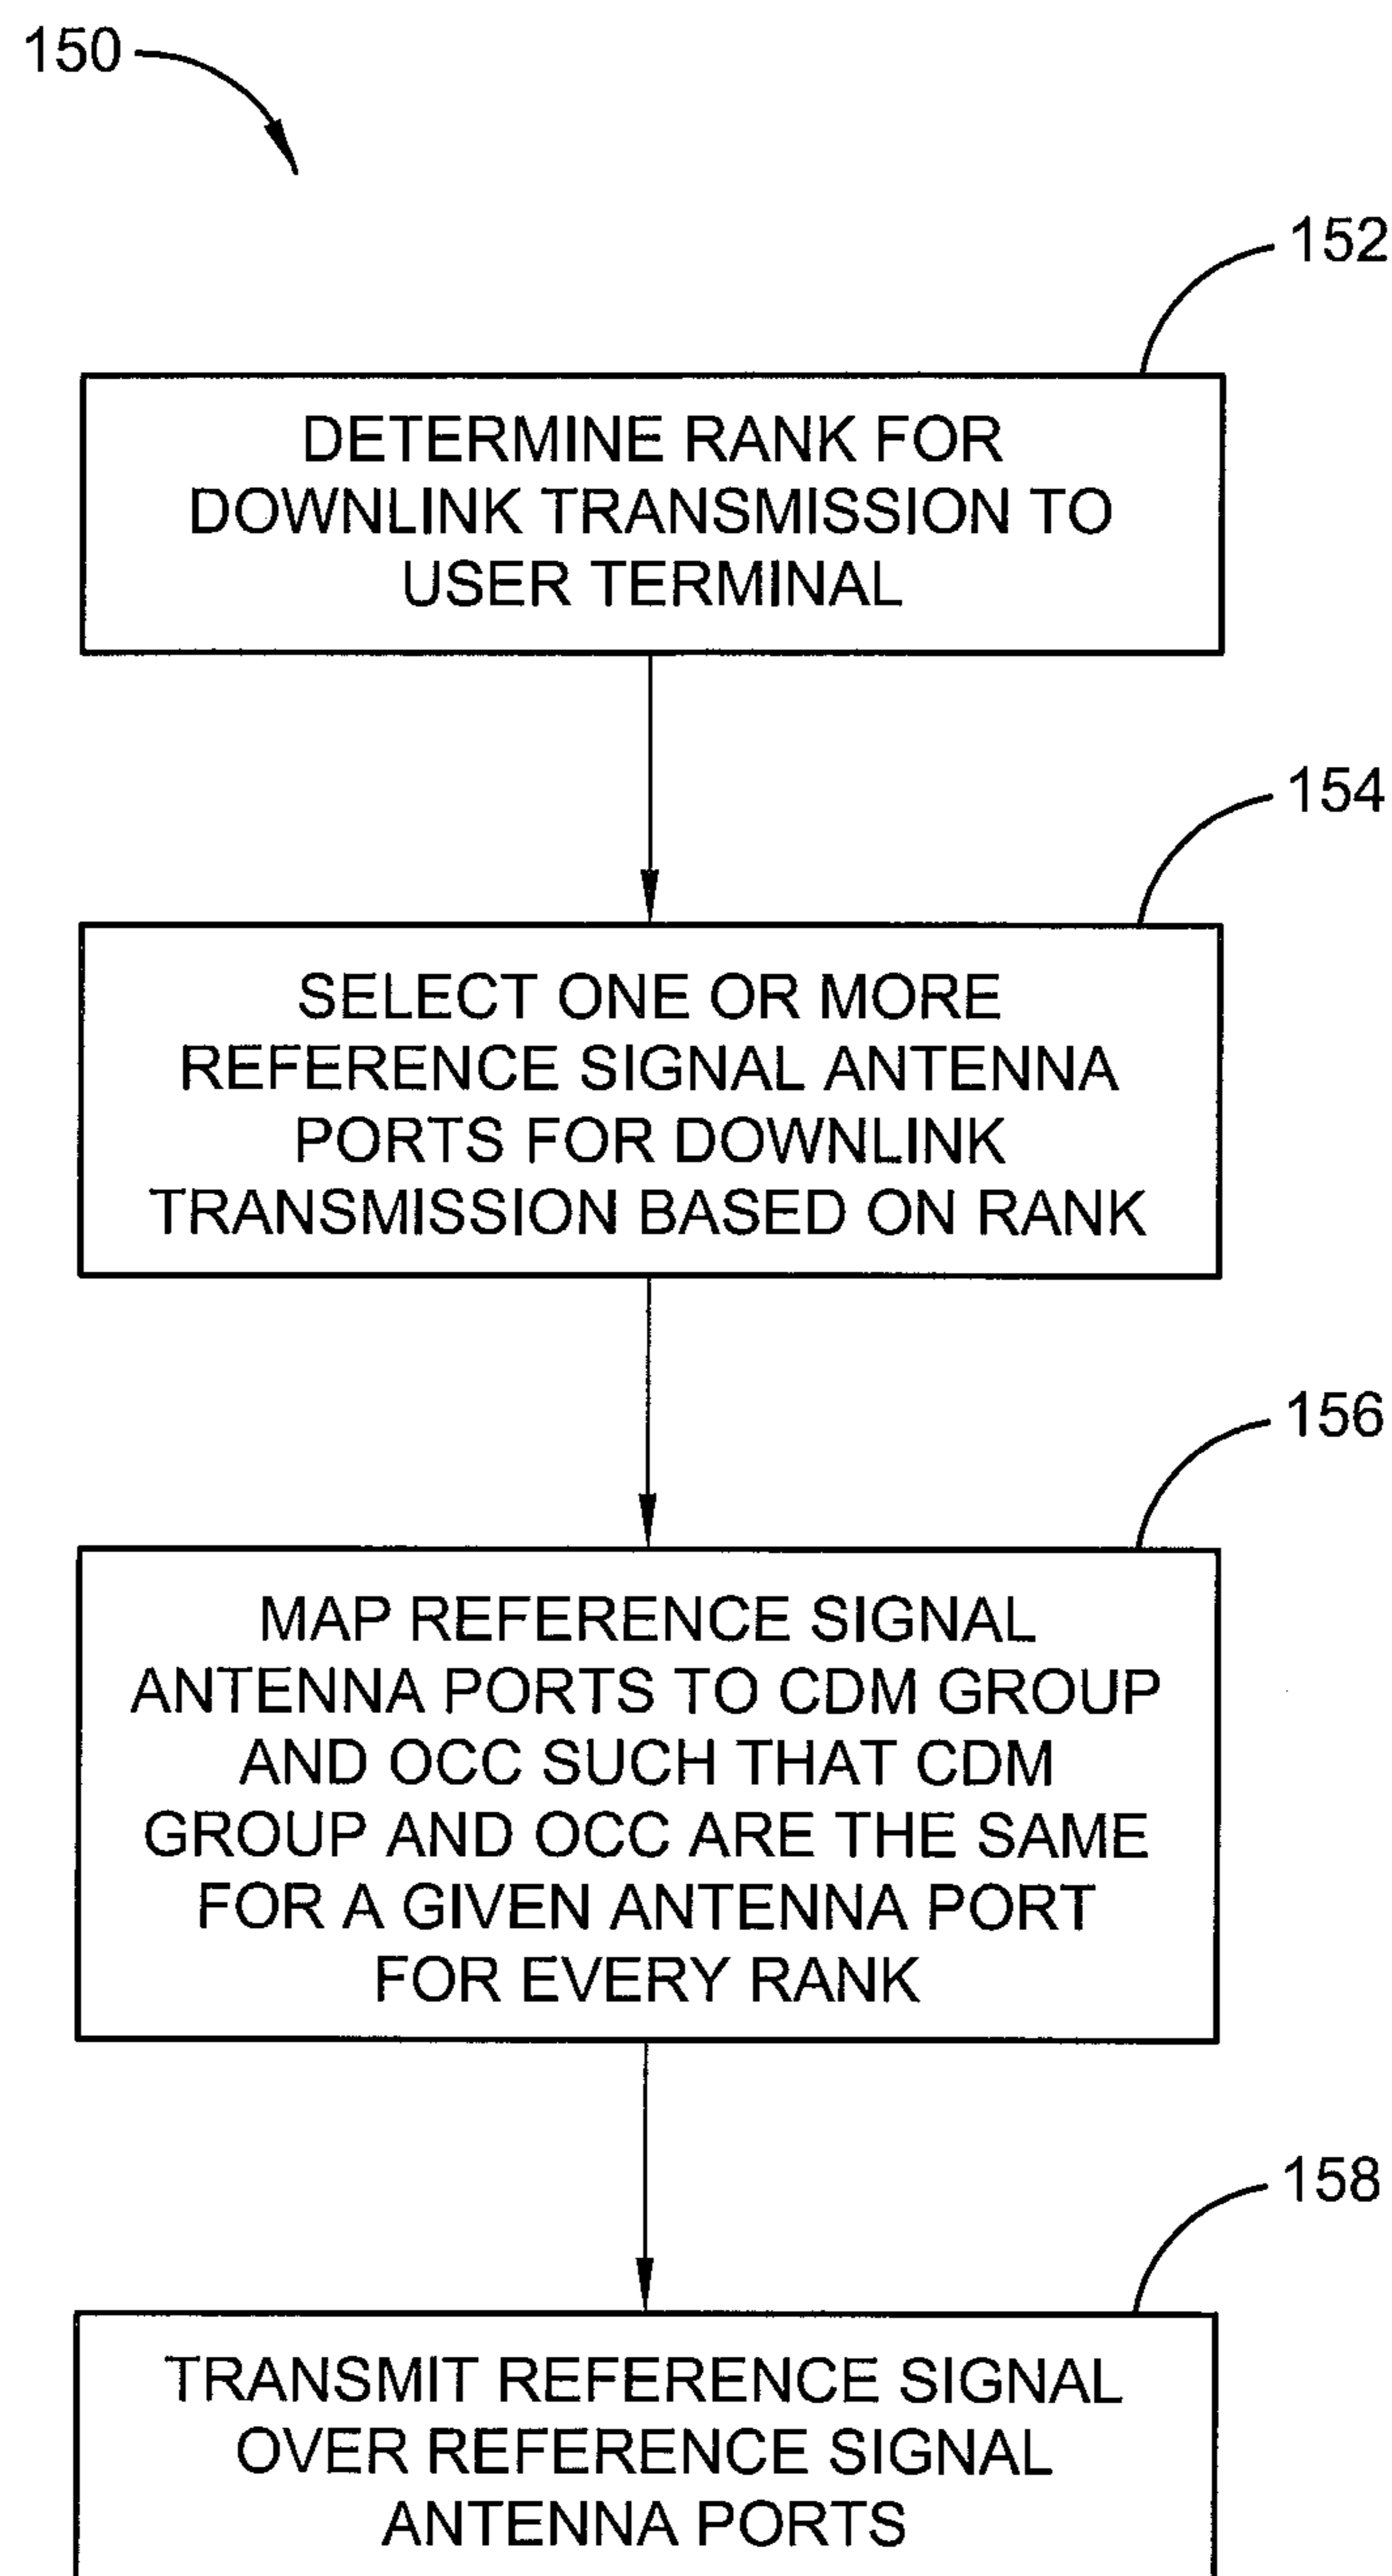 150
152
DETERMINE RANK FOR
DOWNLINK TRANSMISSION TO
USER TERMINAL
154
SELECT ONE OR MORE
REFERENCE SIGNAL ANTENNA
PORTS FOR DOWNLINK
TRANSMISSION BASED ON RANK
156
MAP REFERENCE SIGNAL
ANTENNA PORTS TO CDM GROUP
AND OCC SUCH THAT CDM
GROUP AND OCC ARE THE SAME
FOR A GIVEN ANTENNA PORT
FOR EVERY RANK
158
TRANSMIT REFERENCE SIGNAL
OVER REFERENCE SIGNAL
ANTENNA PORTS